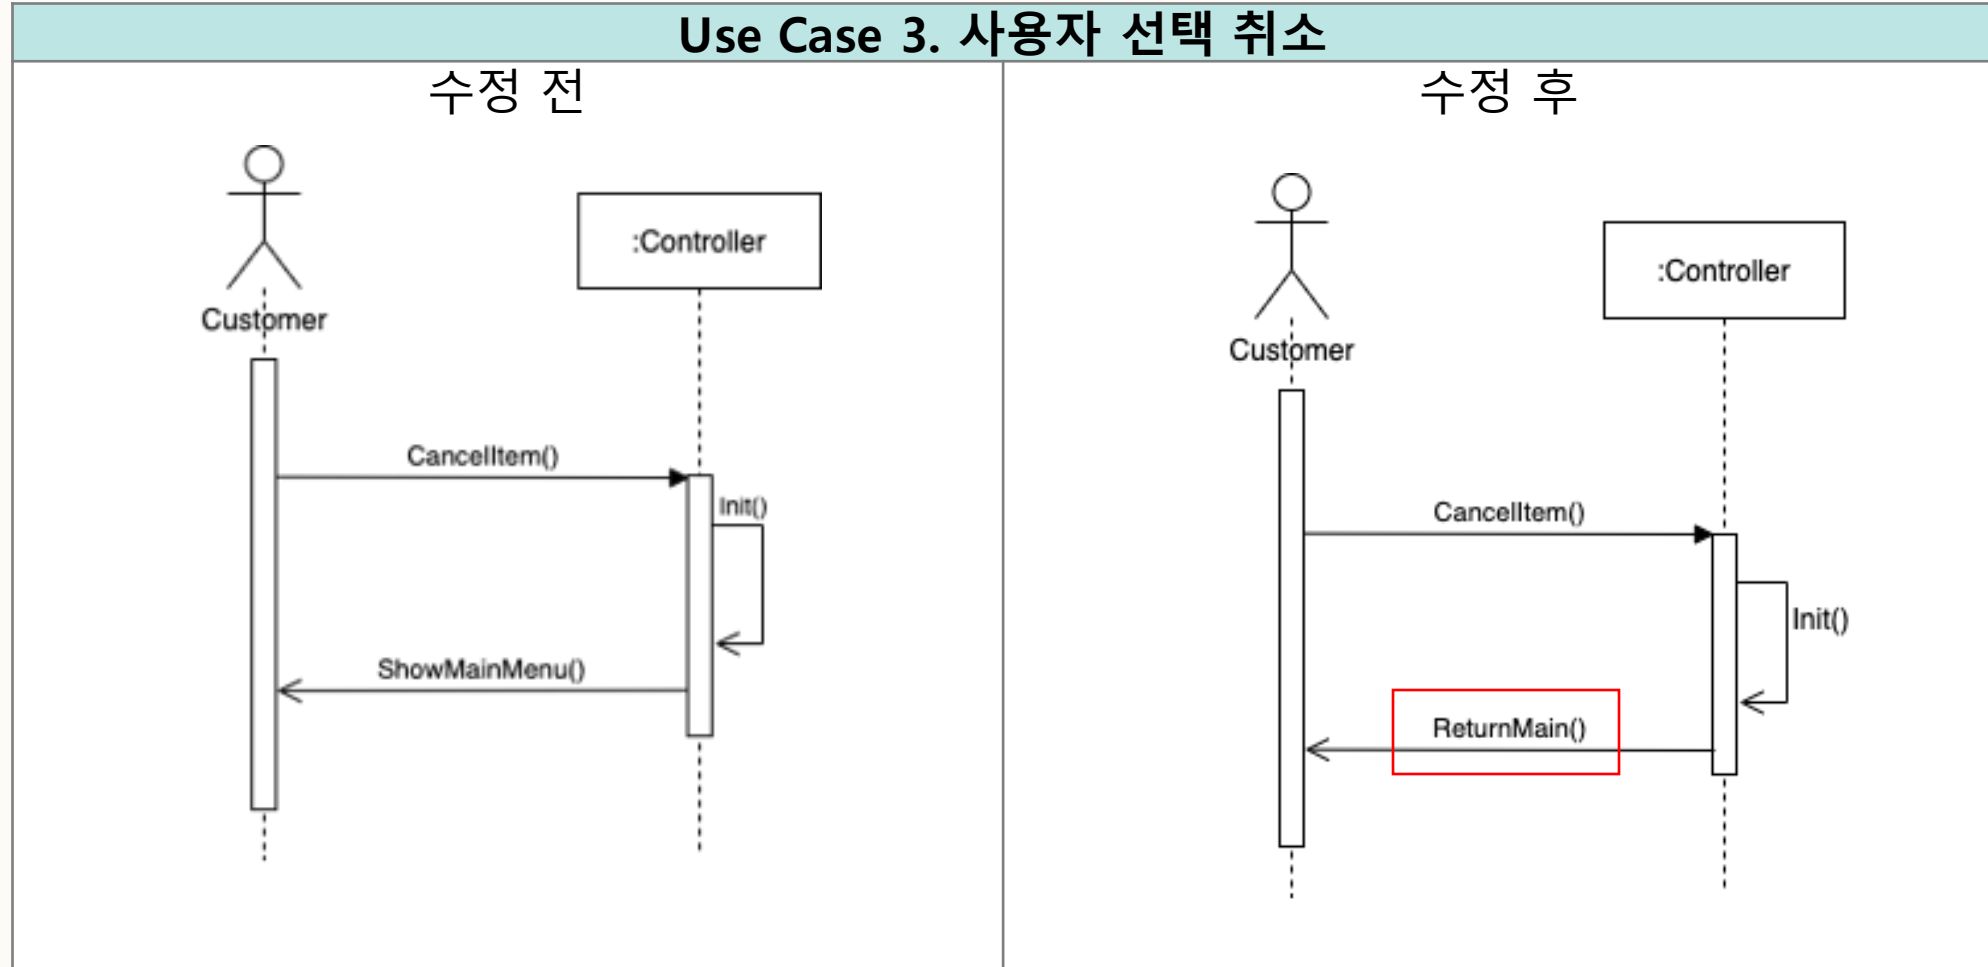 Use Case 3. 사용자 선택 취소
수정 전
:Controller
Customer
CancelItem()
Init()
ShowMainMenu()
수정 후
:Controller
Customer
CancelItem()
Init()
ReturnMain()